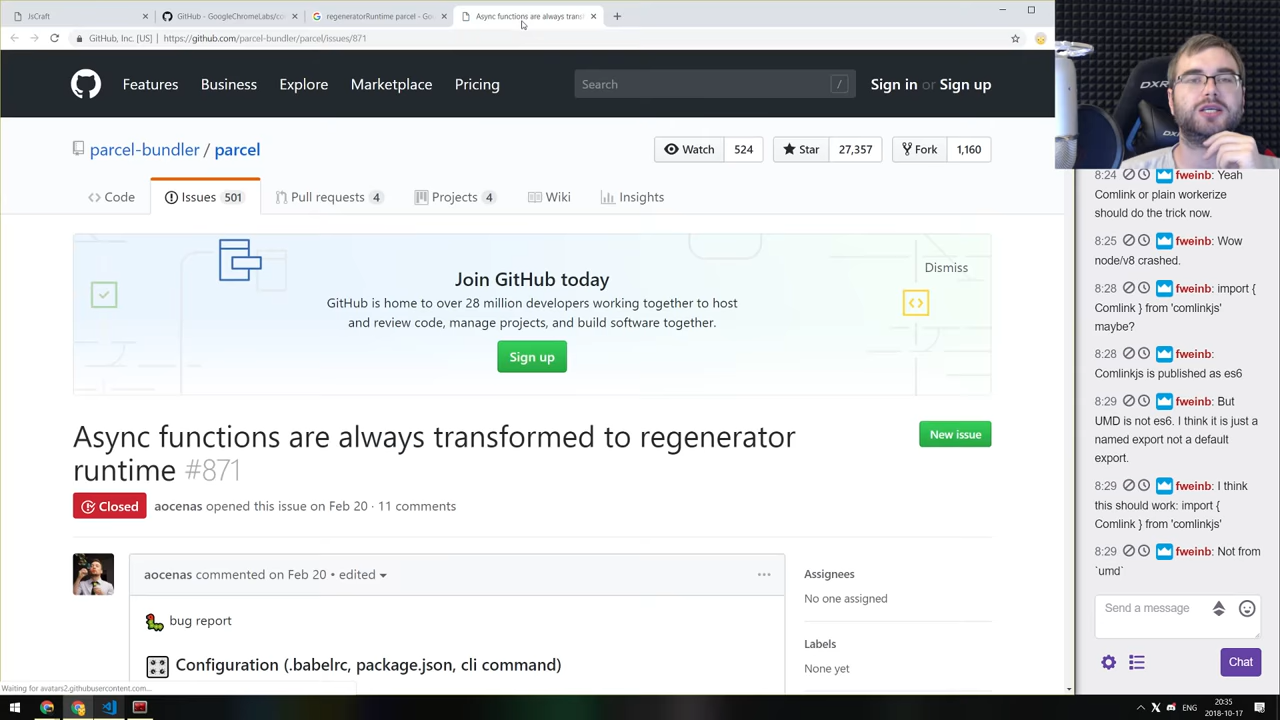 JsCraft
GitHub - GoogleChromeLabs/co
regeneratorRuntime parcel - Go
Async functions are always tran
GitHub, Inc. [US]
https://github.com/parcel-bundler/parcel/issues/871
Features
Business
Explore
Marketplace
Pricing
Search
/
Sign in or Sign up
parcel-bundler / parcel
Watch 524
Star 27,357
Fork 1,160
Code
Issues 501
Pull requests 4
Projects 4
Wiki
Insights
Join GitHub today
Dismiss
GitHub is home to over 28 million developers working together to host
and review code, manage projects, and build software together.
Sign up
Async functions are always transformed to regenerator
runtime #871
New issue
Closed
aocenas opened this issue on Feb 20 · 11 comments
aocenas commented on Feb 20 • edited
bug report
Configuration (.babelrc, package.json, cli command)
Assignees
No one assigned
Labels
None yet
Waiting for avatars2.githubusercontent.com...
DXR
8:24 fweinb: Yeah
Comlink or plain workerize
should do the trick now.
8:25 fweinb: Wow
node/v8 crashed.
8:28 fweinb: import {
Comlink } from 'comlinkjs'
maybe?
8:28 fweinb:
Comlinkjs is published as es6
8:29 fweinb: But
UMD is not es6. I think it is just a
named export not a default
export.
8:29 fweinb: I think
this should work: import {
Comlink } from 'comlinkjs'
8:29 fweinb: Not from
`umd`
Send a message
Chat
ENG
20:35
2018-10-17